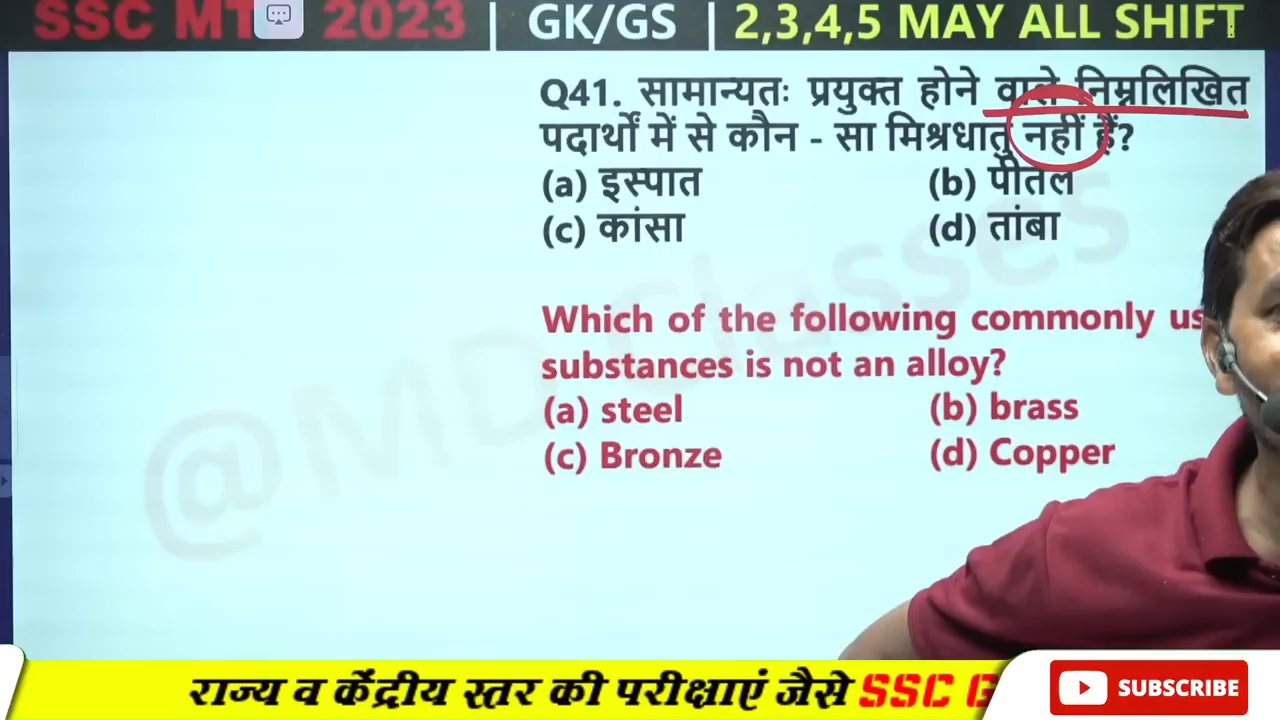 SSC MT 2023 | GK/GS | 2,3,4,5 MAY ALL SHIFT
Q41. सामान्यतः प्रयुक्त होने वाले निम्नलिखित
पदार्थों में से कौन - सा मिश्रधातु नहीं हैं?
(a) इस्पात (b) पीतल
(c) कांसा (d) तांबा
Which of the following commonly us
substances is not an alloy?
(a) steel (b) brass
(c) Bronze (d) Copper
@MD Classes
राज्य व केंद्रीय स्तर की परीक्षाएं जैसे SSC G
SUBSCRIBE